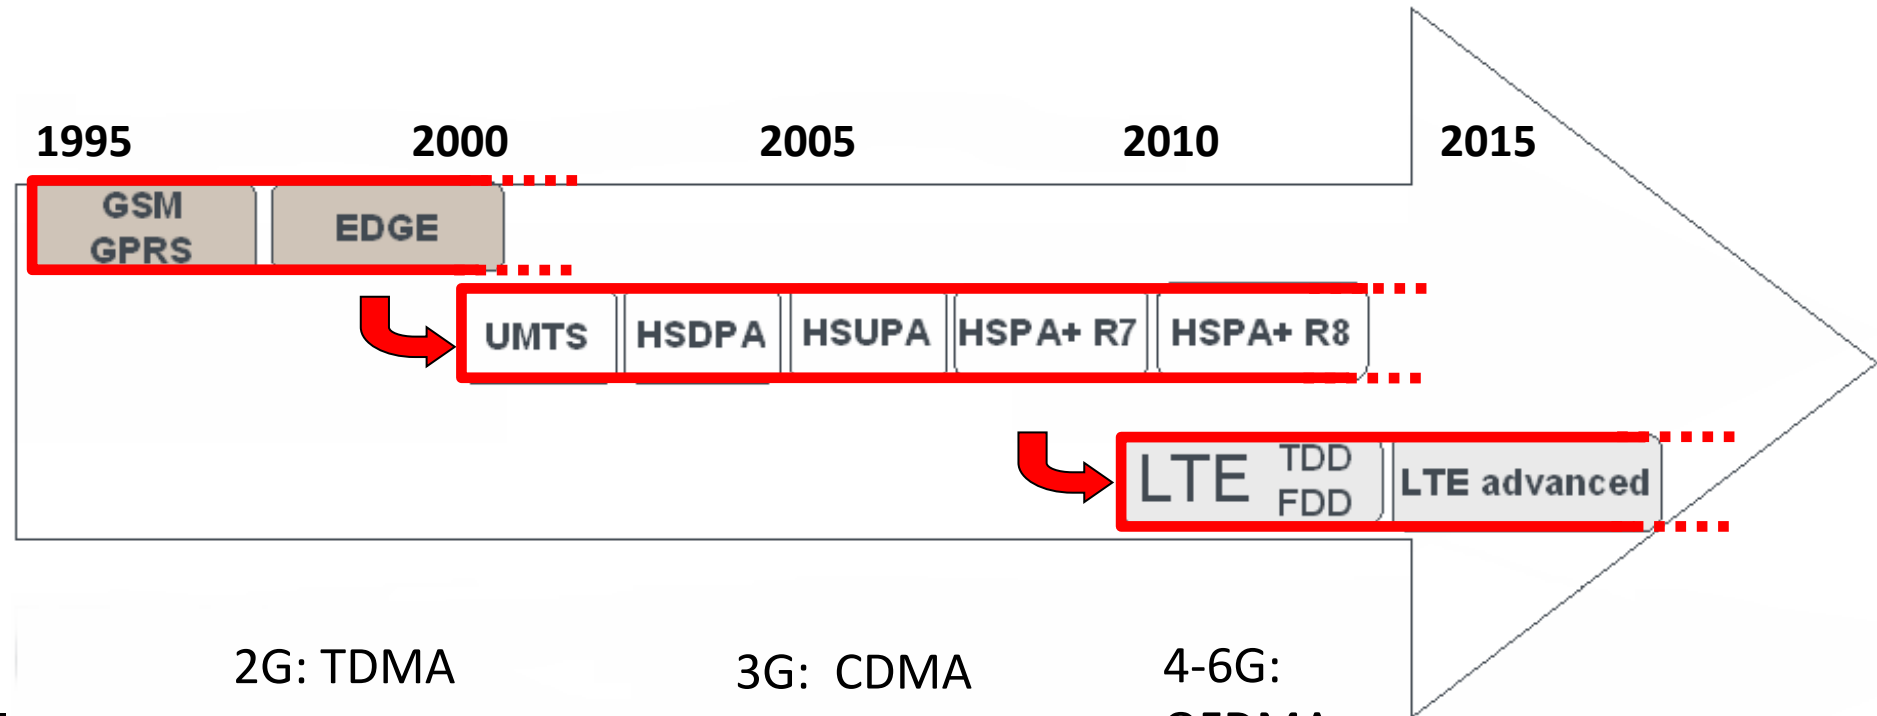 1995 2000 2005 2010 2015
GSM
GPRS
EDGE
UMTS HSDPA HSUPA HSPA+ R7 HSPA+ R8
LTE TDD
FDD
LTE advanced
2G: TDMA 3G: CDMA 4-6G: